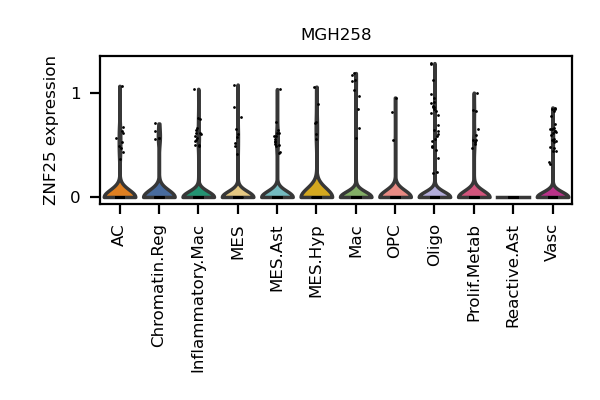 MGH258
ZNF25 expression
1
0
AC
Chromatin.Reg
Inflammatory.Mac
MES
MES.Ast
MES.Hyp
Mac
OPC
Oligo
Prolif.Metab
Reactive.Ast
Vasc